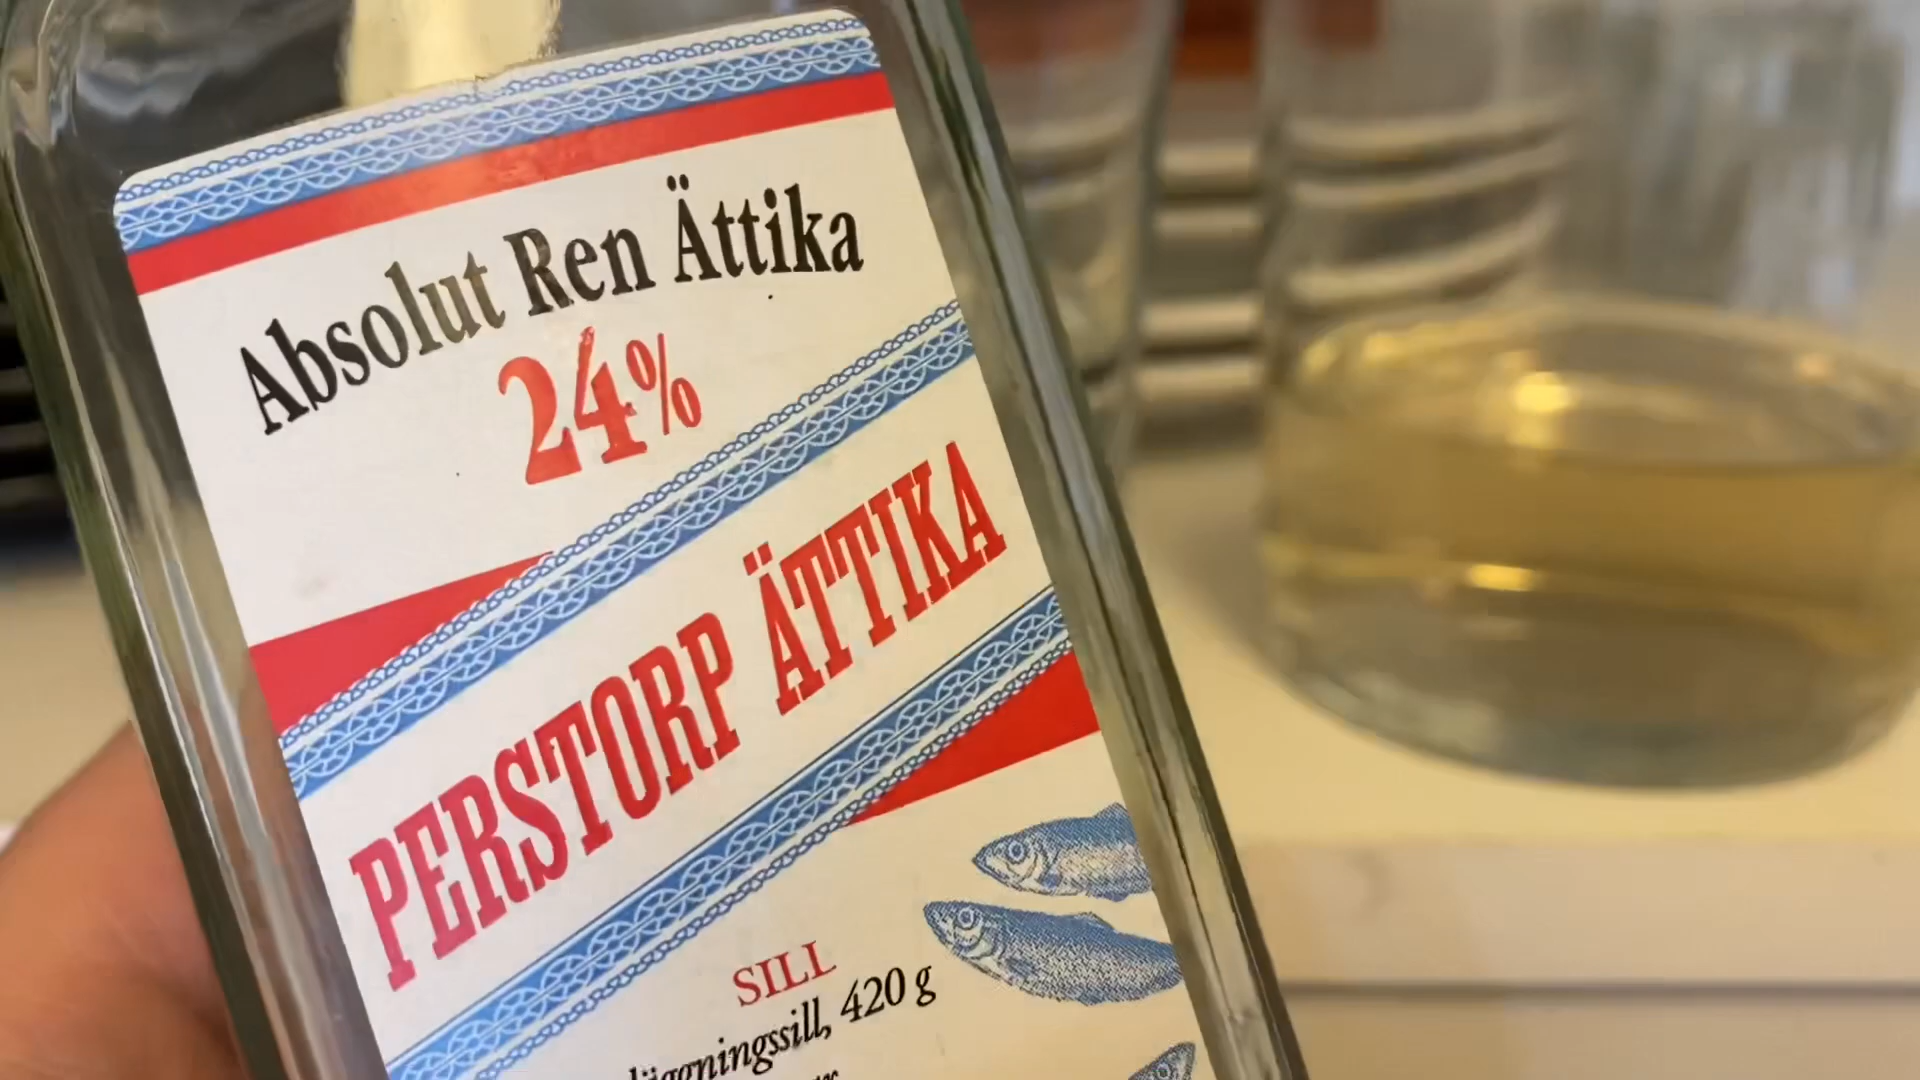 Absolut Ren Ättika
24%
PERSTORP ÄTTIKA
SILL
420 g